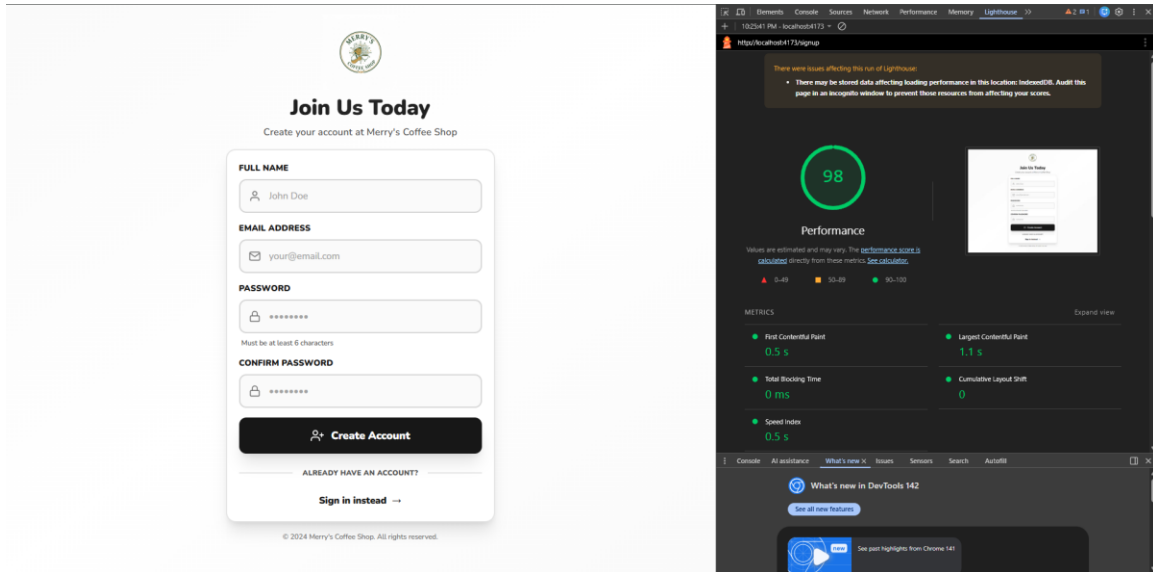 MERRY'S
COFFEE SHOP
Join Us Today
Create your account at Merry's Coffee Shop
FULL NAME
John Doe
EMAIL ADDRESS
your@email.com
PASSWORD
••••••••
Must be at least 6 characters
CONFIRM PASSWORD
••••••••
Create Account
ALREADY HAVE AN ACCOUNT?
Sign in instead →
© 2024 Merry's Coffee Shop. All rights reserved.
Elements Console Sources Network Performance Memory Lighthouse >> 2 1
+ 10:25:41 PM - localhost:4173
http://localhost:4173/signup
There were issues affecting this run of Lighthouse:
• There may be stored data affecting loading performance in this location: IndexedDB. Audit this
page in an incognito window to prevent those resources from affecting your scores.
98
Performance
Values are estimated and may vary. The performance score is
calculated directly from these metrics. See calculator.
0–49 50–89 90–100
METRICS Expand view
First Contentful Paint
0.5 s
Largest Contentful Paint
1.1 s
Total Blocking Time
0 ms
Cumulative Layout Shift
0
Speed Index
0.5 s
Console AI assistance What's new × Issues Sensors Search Autofill
What's new in DevTools 142
See all new features
new
See past highlights from Chrome 141